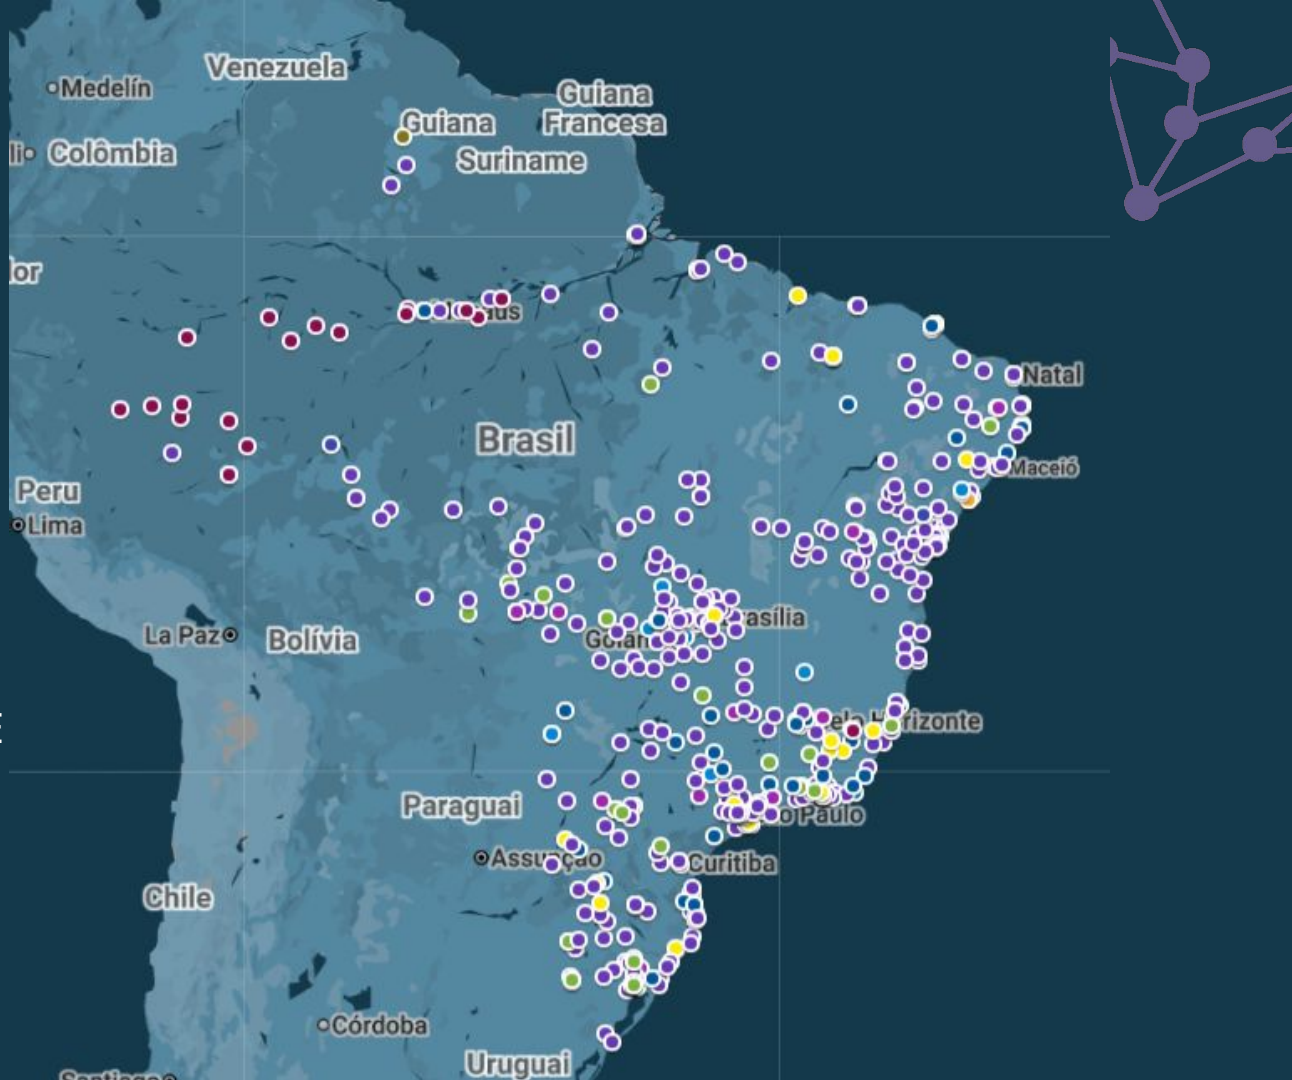 Venezuela
Medelín
Guiana
Guiana
Francesa
Colômbia
Suriname
Natal
Brasil
Maceió
Peru
Lima
La Paz
Bolívia
Paraguai
Assunção
Curitiba
Chile
Córdoba
Uruguai